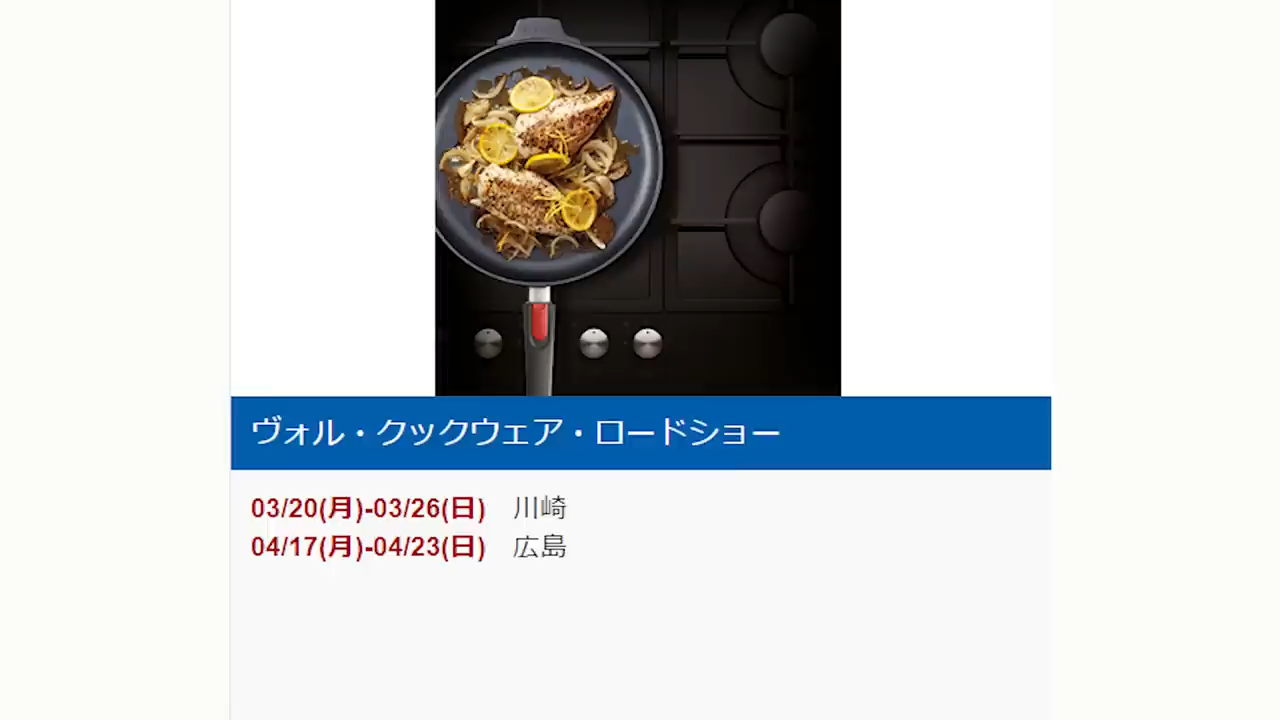 ヴォル・クックウェア・ロードショー
03/20(月)-03/26(日) 川崎
04/17(月)-04/23(日) 広島